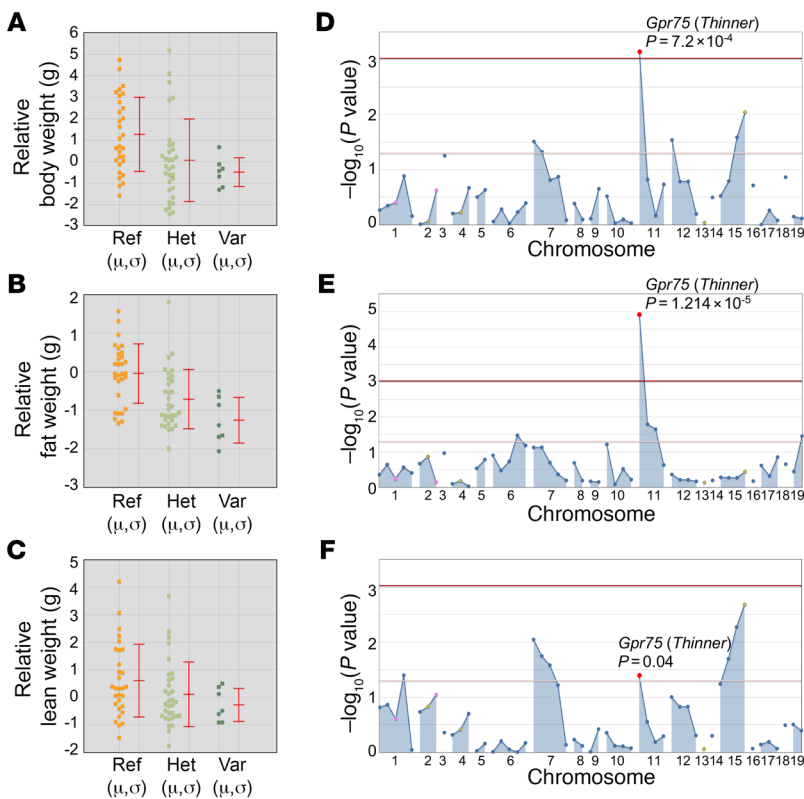 A
Relative
body weight (g)
6
5
4
3
2
1
0
-1
-2
-3
Ref
Het
Var
(μ,σ)
(μ,σ)
(μ,σ)
D
Gpr75 (Thinner)
P = 7.2 × 10-4
–log10(P value)
3
2
1
0
1
2
3
4
5
6
7
8
9
10
11
12
13
14
15
16
17
18
19
Chromosome
B
Relative
fat weight (g)
2
1
0
-1
-2
-3
Ref
Het
Var
(μ,σ)
(μ,σ)
(μ,σ)
E
Gpr75 (Thinner)
P = 1.214 × 10-5
–log10(P value)
5
4
3
2
1
0
1
2
3
4
5
6
7
8
9
10
11
12
13
14
15
16
17
18
19
Chromosome
C
Relative
lean weight (g)
5
4
3
2
1
0
-1
-2
Ref
Het
Var
(μ,σ)
(μ,σ)
(μ,σ)
F
Gpr75 (Thinner)
P = 0.04
–log10(P value)
3
2
1
0
1
2
3
4
5
6
7
8
9
10
11
12
13
14
15
16
17
18
19
Chromosome